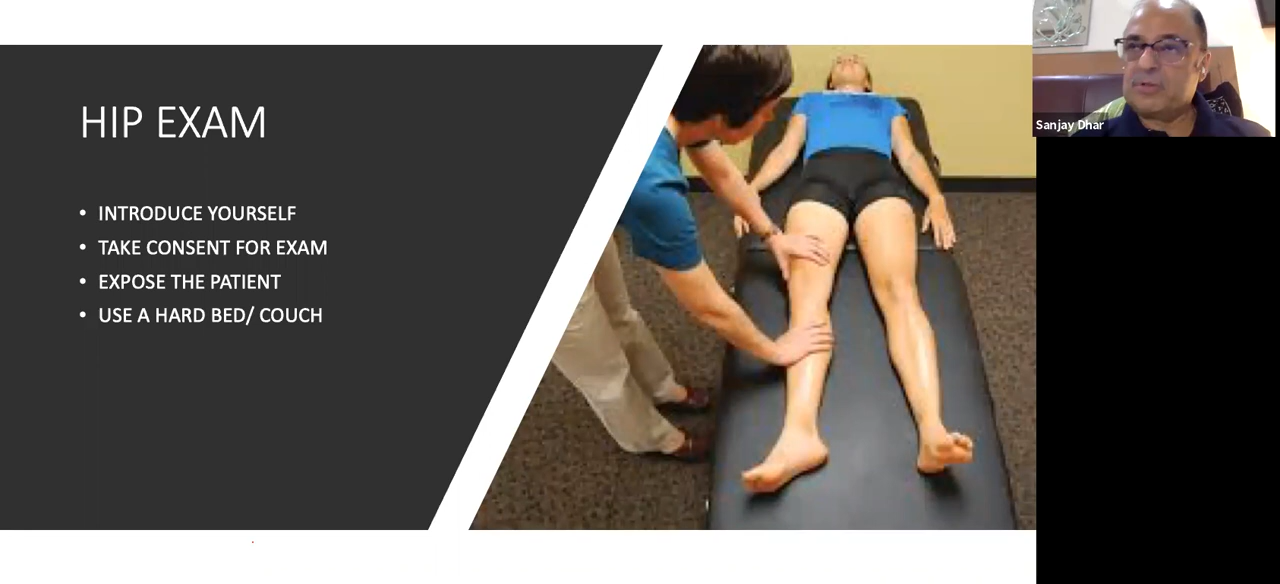 HIP EXAM
• INTRODUCE YOURSELF
• TAKE CONSENT FOR EXAM
• EXPOSE THE PATIENT
• USE A HARD BED/ COUCH
Sanjay Dhar